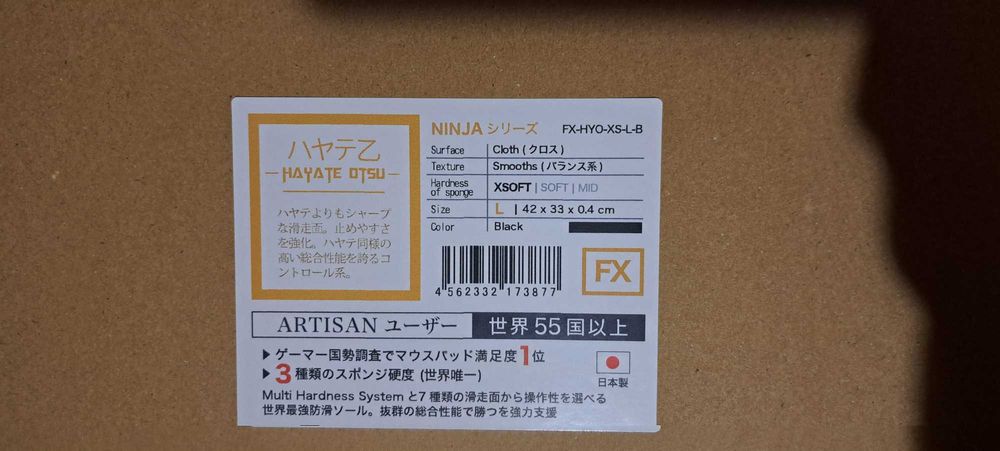 ハヤテ乙
HAYATE OTSU
ハヤテよりもシャープ
な滑走面。止めやすさ
を強化。ハヤテ同様の
高い総合性能を誇るコ
ントロール系。
NINJA シリーズ FX-HYO-XS-L-B
Surface Cloth (クロス)
Texture Smooths (バランス系)
Hardness of sponge XSOFT | SOFT | MID
Size L | 42 x 33 x 0.4 cm
Color Black
4 562332 173877
FX
ARTISAN ユーザー 世界 55 国以上
▶ ゲーマー国勢調査でマウスパッド満足度1位
▶ 3 種類のスポンジ硬度 (世界唯一)
日本製
Multi Hardness System と7 種類の滑走面から操作性を選べる
世界最強防滑ソール。抜群の総合性能で勝つを強力支援